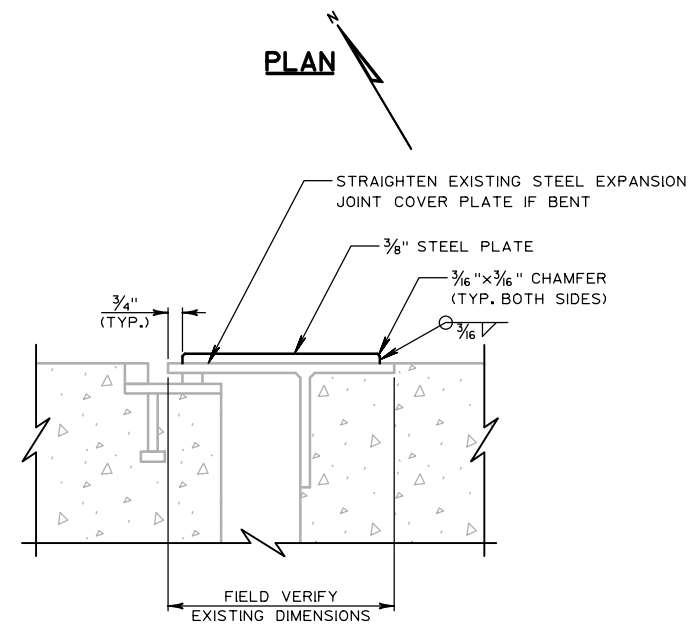 N
PLAN
STRAIGHTEN EXISTING STEEL EXPANSION
JOINT COVER PLATE IF BENT
3/8" STEEL PLATE
3/16"x3/16" CHAMFER
(TYP. BOTH SIDES)
3/4"
(TYP.)
3/16
FIELD VERIFY
EXISTING DIMENSIONS